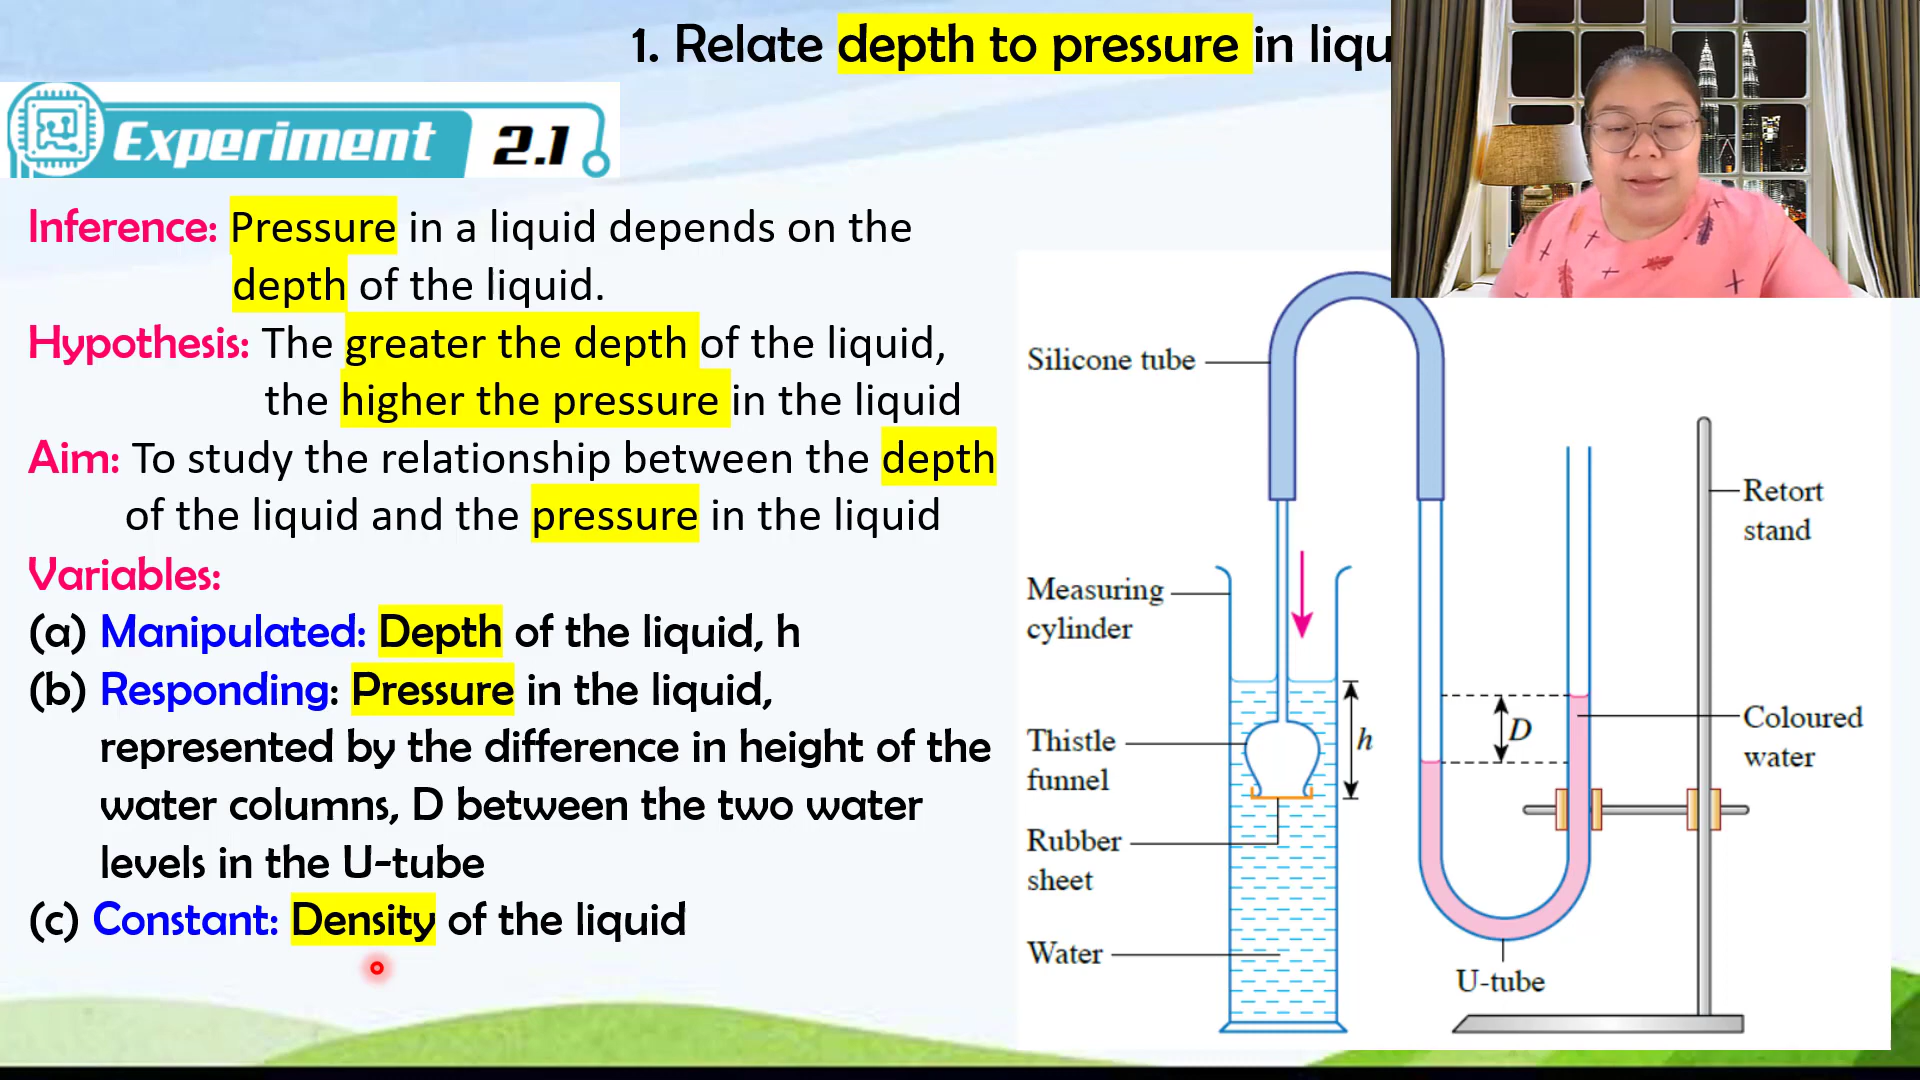 1. Relate depth to pressure in liqu
Experiment 2.1
Inference: Pressure in a liquid depends on the
depth of the liquid.
Hypothesis: The greater the depth of the liquid,
the higher the pressure in the liquid
Aim: To study the relationship between the depth
of the liquid and the pressure in the liquid
Variables:
(a) Manipulated: Depth of the liquid, h
(b) Responding: Pressure in the liquid,
represented by the difference in height of the
water columns, D between the two water
levels in the U-tube
(c) Constant: Density of the liquid
Silicone tube
Retort
stand
Measuring
cylinder
h
D
Coloured
water
Thistle
funnel
Rubber
sheet
Water
U-tube